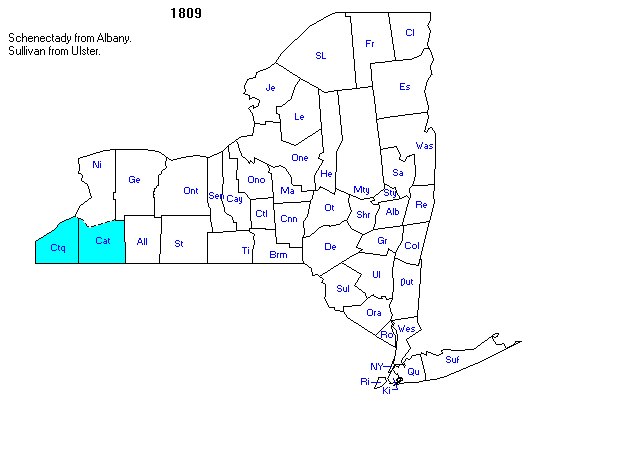 1809
Schenectady from Albany.
Sullivan from Ulster.
SL
Fr
Cl
Je
Es
Le
Was
One
Ni
He
Sa
Ge
Ont
Sen
Cay
Ono
Ma
Mty
Sty
Ot
Shr
Alb
Re
Ctl
Cnn
Ctq
Cat
All
St
Ti
Brm
De
Gr
Col
Ul
Sul
Dut
Ora
Ro
Wes
NY
Qu
Suf
Ri
Ki